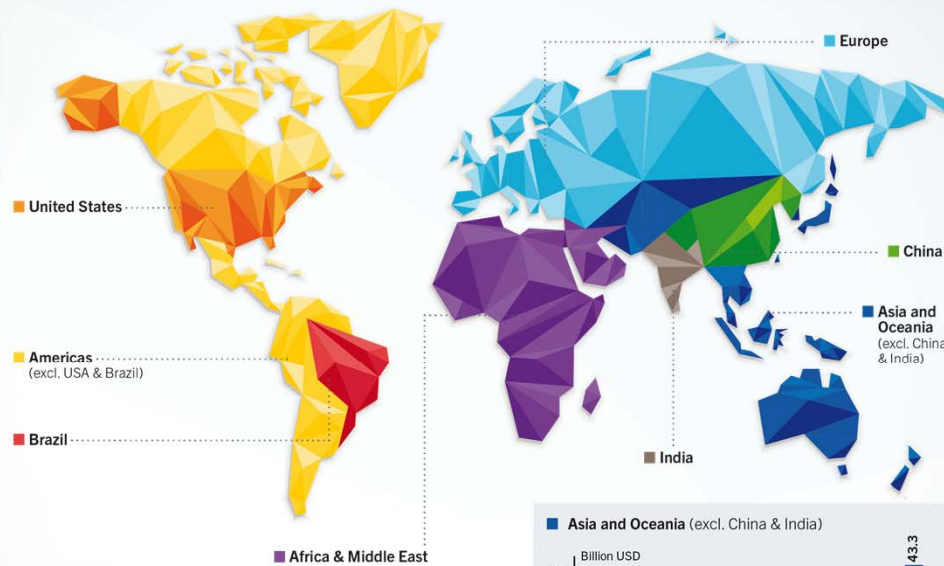 Europe
United States
China
Asia and
Oceania
(excl. China
& India)
Americas
(excl. USA & Brazil)
Brazil
India
Asia and Oceania (excl. China & India)
Billion USD
43.3
Africa & Middle East